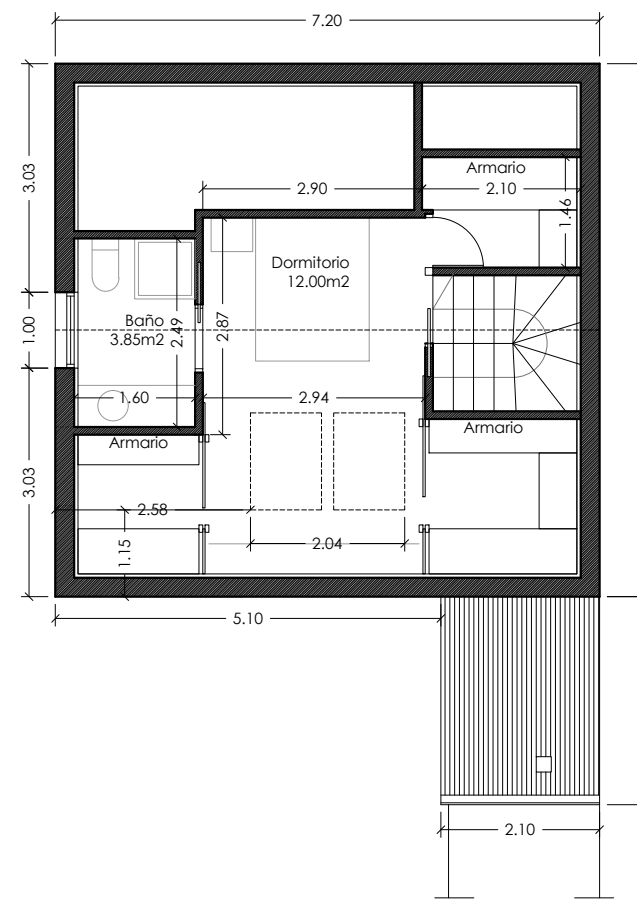 7.20
3.03
Armario
2.90
2.10
1.46
Dormitorio
12.00m2
1.00
Baño
3.85m2
2.49
2.87
1.60
2.94
Armario
Armario
3.03
2.58
1.15
2.04
5.10
2.10